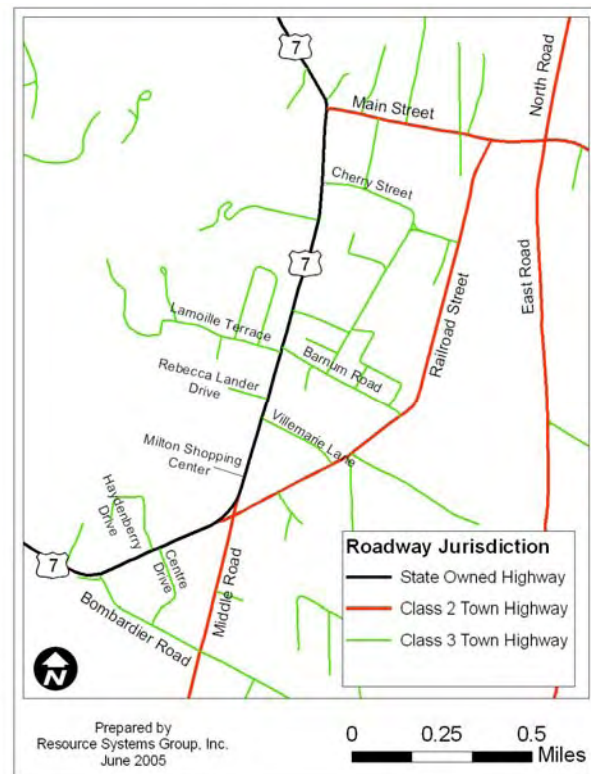 7
North Road
Main Street
Cherry Street
7
Railroad Street
East Road
Lamoille Terrace
Barnum Road
Rebecca Lander
Drive
Villemarie Lane
Milton Shopping
Center
Haydenberry
Drive
Centre
Drive
7
Middle Road
Bombardier Road
Roadway Jurisdiction
State Owned Highway
Class 2 Town Highway
Class 3 Town Highway
N
Prepared by
Resource Systems Group, Inc.
June 2005
0 0.25 0.5
Miles